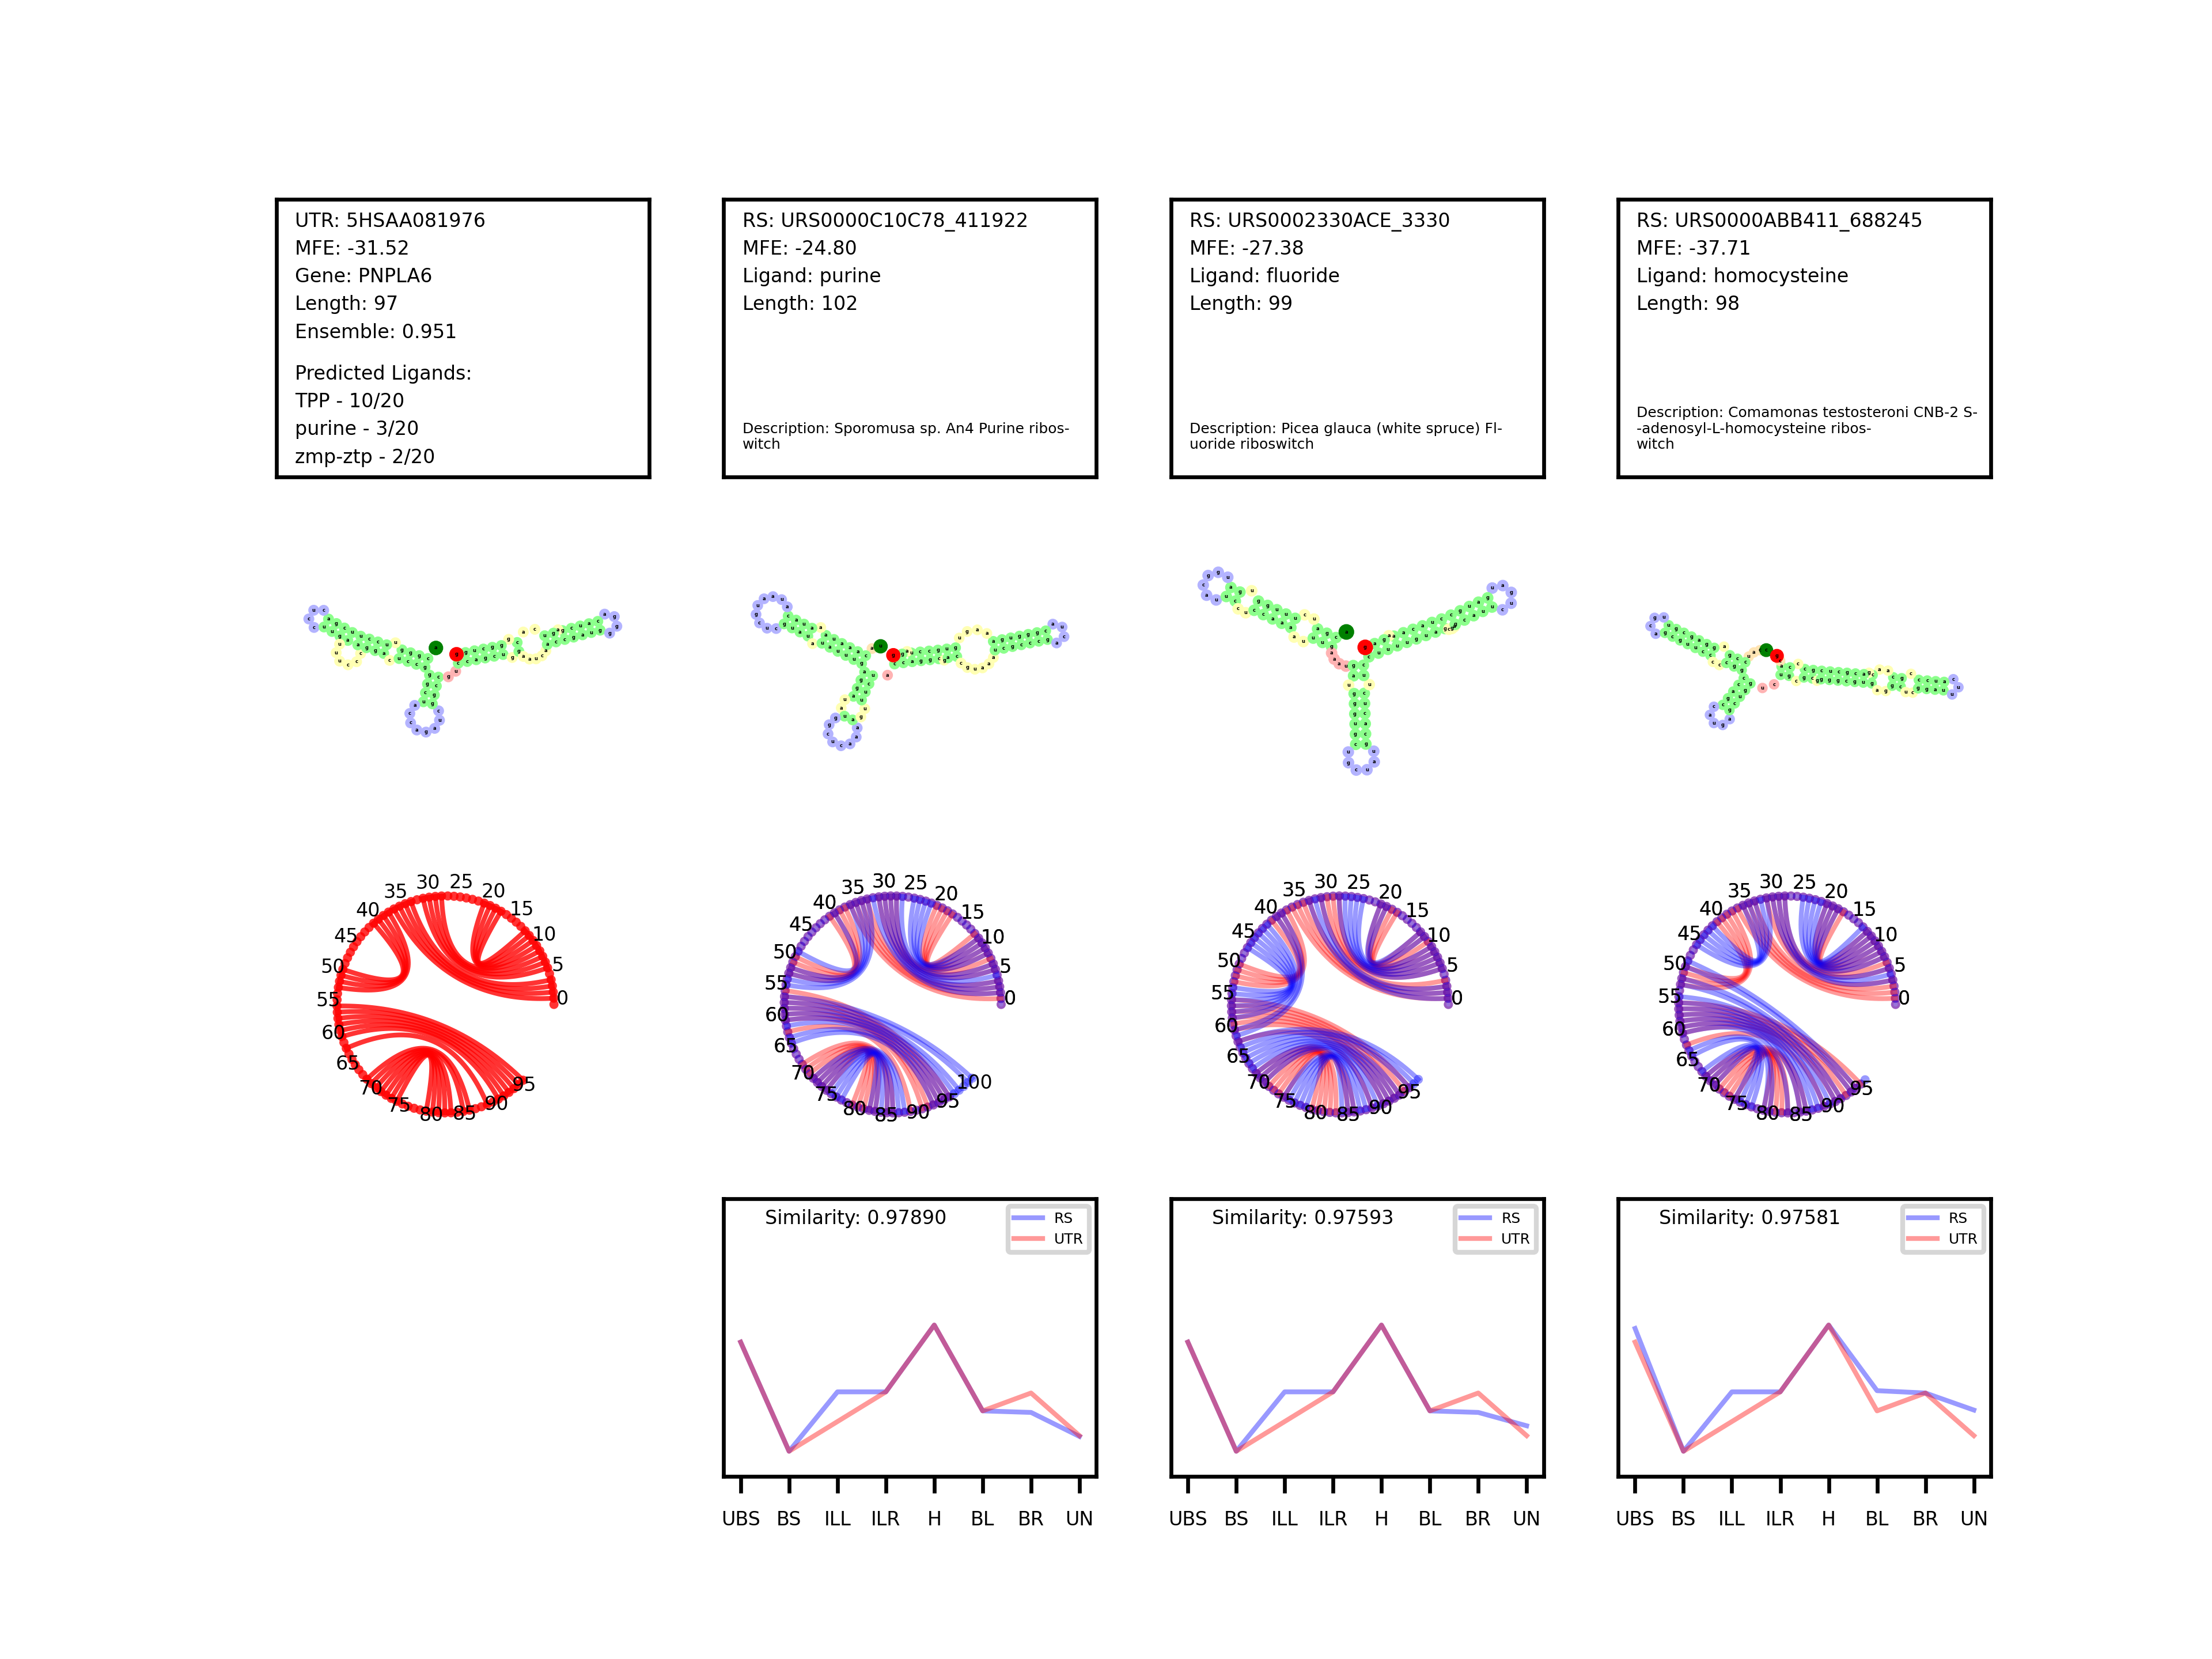 UTR: 5HSAA081976
MFE: -31.52
Gene: PNPLA6
Length: 97
Ensemble: 0.951
Predicted Ligands:
TPP - 10/20
purine - 3/20
zmp-ztp - 2/20
RS: URS0000C10C78_411922
MFE: -24.80
Ligand: purine
Length: 102
Description: Sporomusa sp. An4 Purine ribos-
witch
RS: URS0002330ACE_3330
MFE: -27.38
Ligand: fluoride
Length: 99
Description: Picea glauca (white spruce) Fl-
uoride riboswitch
RS: URS0000ABB411_688245
MFE: -37.71
Ligand: homocysteine
Length: 98
Description: Comamonas testosteroni CNB-2 S-
-adenosyl-L-homocysteine ribos-
witch
0 5 10 15 20 25 30 35 40 45 50 55 60 65 70 75 80 85 90 95
0 5 10 15 20 25 30 35 40 45 50 55 60 65 70 75 80 85 90 95 100
0 5 10 15 20 25 30 35 40 45 50 55 60 65 70 75 80 85 90 95
0 5 10 15 20 25 30 35 40 45 50 55 60 65 70 75 80 85 90 95
Similarity: 0.97890
RS
UTR
UBS BS ILL ILR H BL BR UN
Similarity: 0.97593
RS
UTR
UBS BS ILL ILR H BL BR UN
Similarity: 0.97581
RS
UTR
UBS BS ILL ILR H BL BR UN